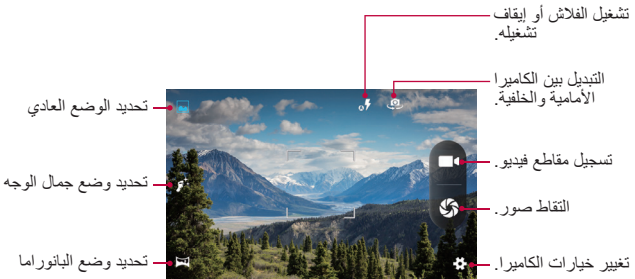 تشغيل الفلاش أو إيقاف
تشغيله.
التبديل بين الكاميرا
الأمامية والخلفية.
تسجيل مقاطع فيديو.
التقاط صور.
تغيير خيارات الكاميرا.
تحديد الوضع العادي
تحديد وضع جمال الوجه
تحديد وضع البانوراما